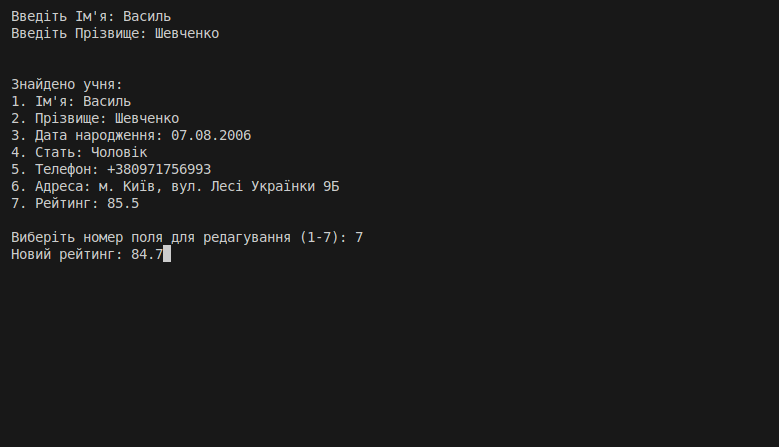 Введіть Ім'я: Василь
Введіть Прізвище: Шевченко
Знайдено учня:
1. Ім'я: Василь
2. Прізвище: Шевченко
3. Дата народження: 07.08.2006
4. Стать: Чоловік
5. Телефон: +380971756993
6. Адреса: м. Київ, вул. Лесі Українки 9Б
7. Рейтинг: 85.5
Виберіть номер поля для редагування (1-7): 7
Новий рейтинг: 84.7